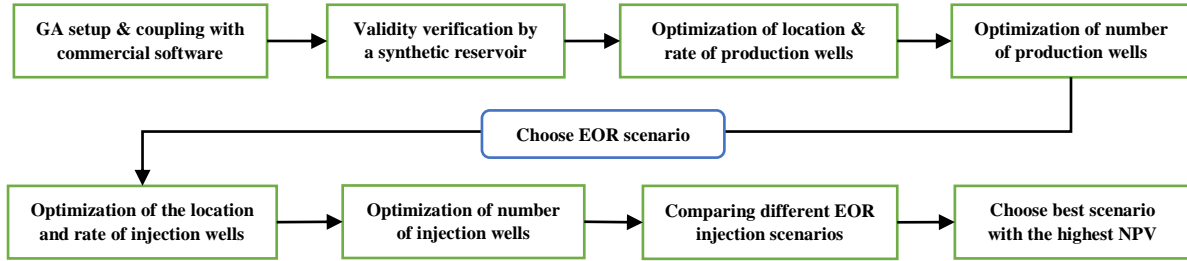 GA setup & coupling with
commercial software
Validity verification by
a synthetic reservoir
Optimization of location &
rate of production wells
Optimization of number
of production wells
Choose EOR scenario
Optimization of the location
and rate of injection wells
Optimization of number
of injection wells
Comparing different EOR
injection scenarios
Choose best scenario
with the highest NPV